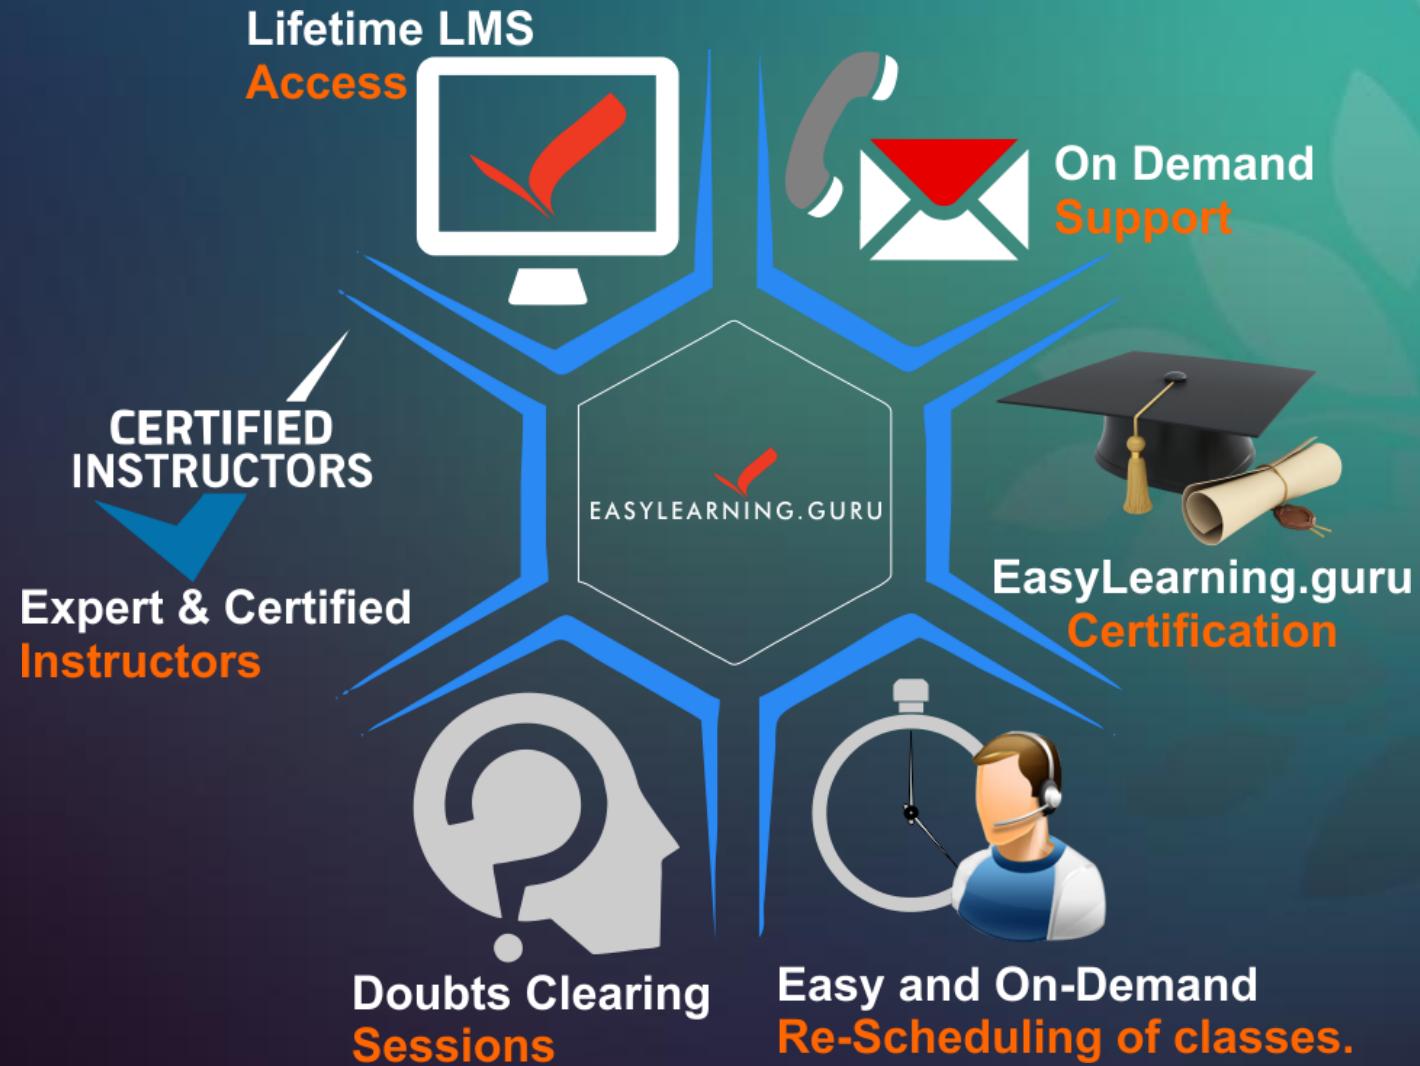 Lifetime LMS
Access
On Demand
Support
CERTIFIED
INSTRUCTORS
Expert & Certified
Instructors
EASYLEARNING.GURU
EasyLearning.guru
Certification
Doubts Clearing
Sessions
Easy and On-Demand
Re-Scheduling of classes.